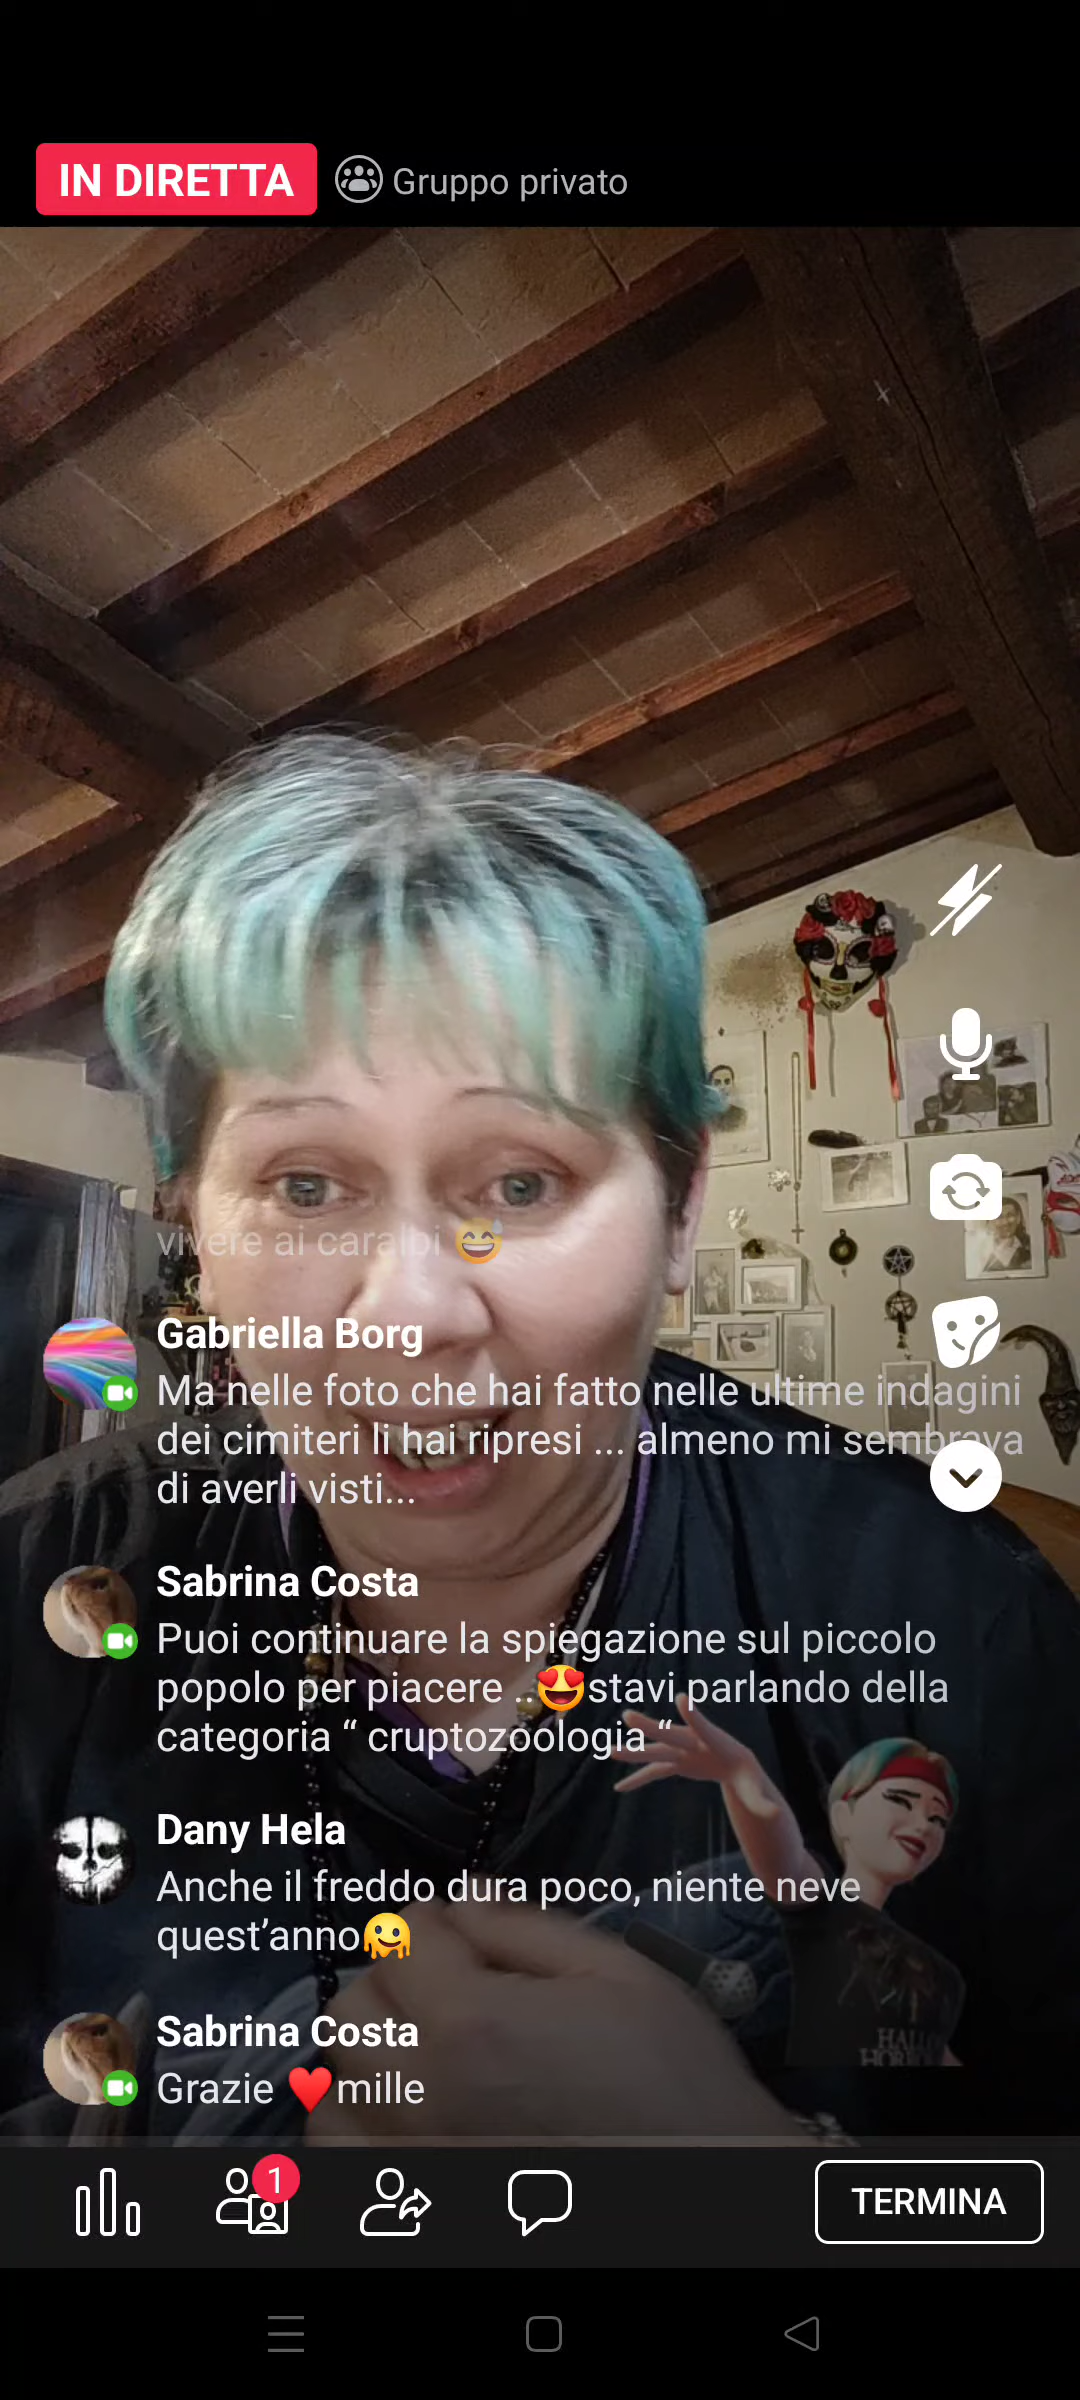 IN DIRETTA
Gruppo privato
vivere ai caraibi 😅
Gabriella Borg
Ma nelle foto che hai fatto nelle ultime indagini
dei cimiteri li hai ripresi ... almeno mi sembrava
di averli visti...
Sabrina Costa
Puoi continuare la spiegazione sul piccolo
popolo per piacere ..😍stavi parlando della
categoria “ cruptozoologia “
Dany Hela
Anche il freddo dura poco, niente neve
quest’anno🫠
Sabrina Costa
Grazie ♥️mille
1
TERMINA